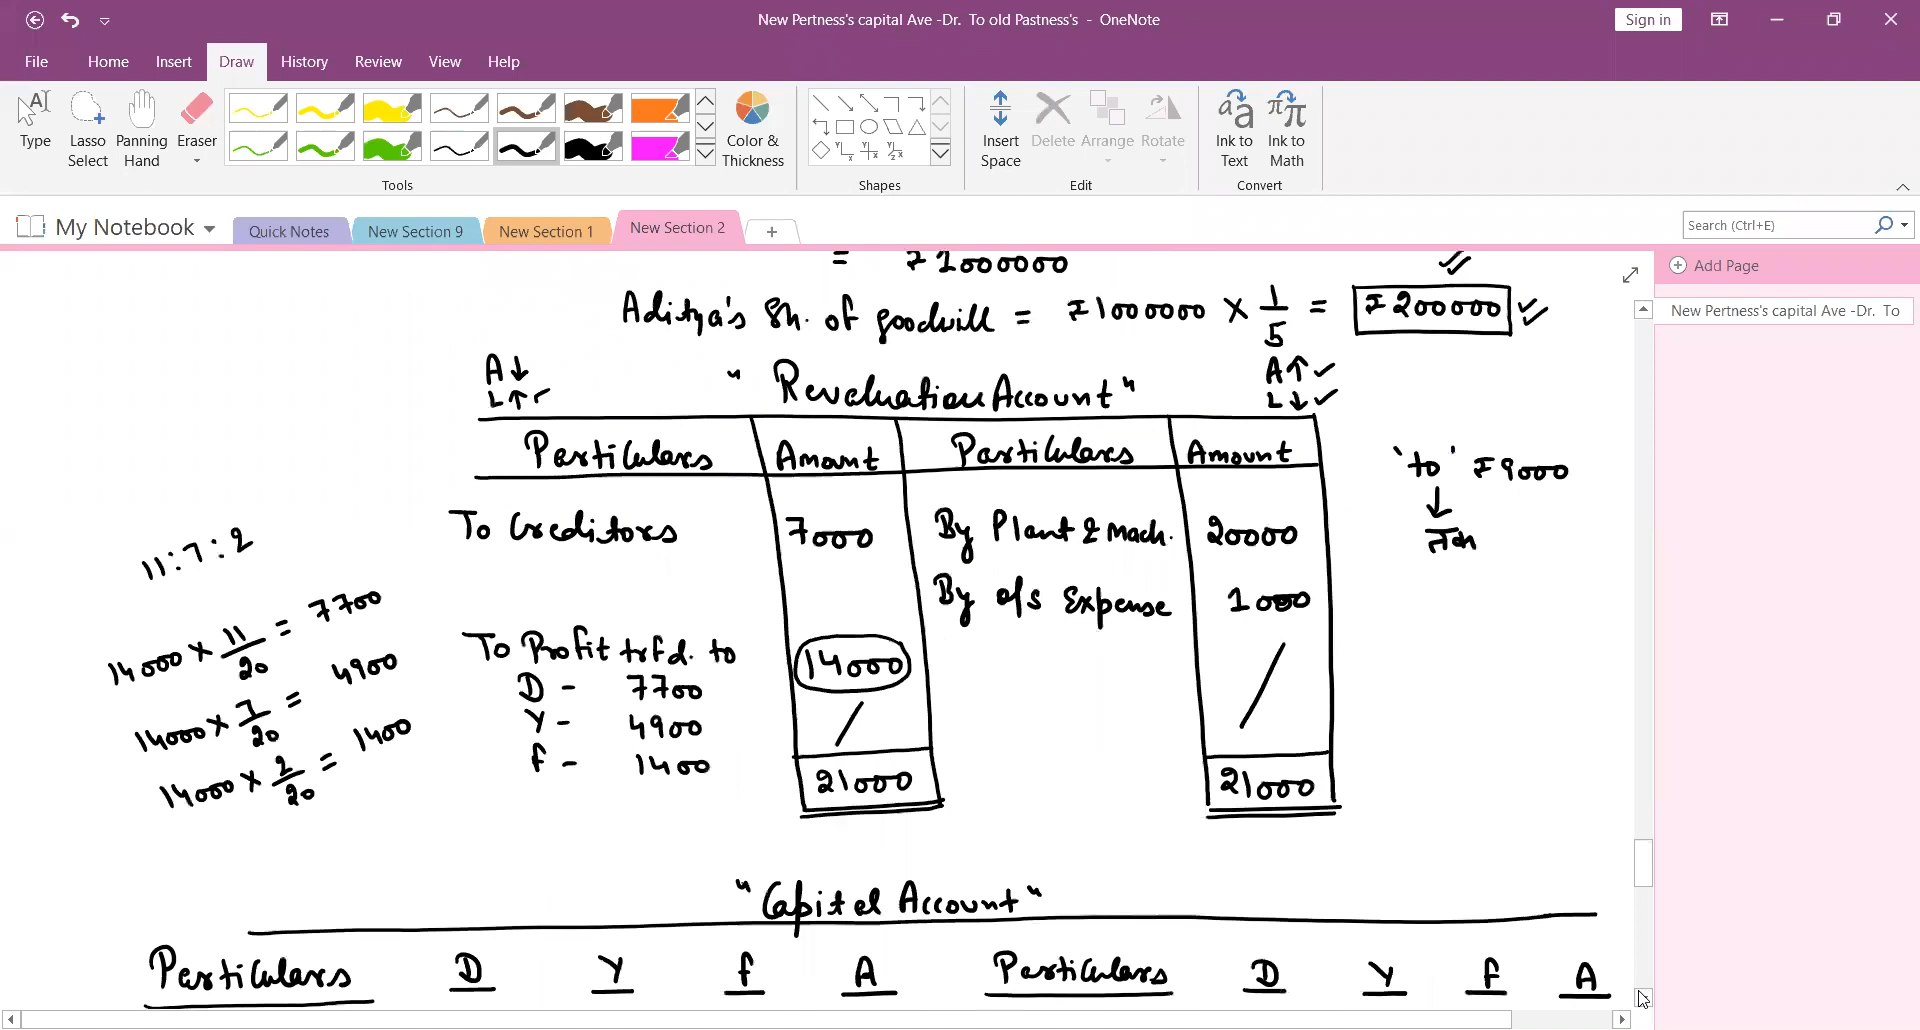 New Pertness's capital Ave -Dr. To old Pastness's - OneNote
Sign in
File Home Insert Draw History Review View Help
Type Lasso Select Panning Hand Eraser Color & Thickness Insert Space Delete Arrange Rotate Ink to Text Ink to Math
Tools Shapes Edit Convert
My Notebook Quick Notes New Section 9 New Section 1 New Section 2 + Search (Ctrl+E)
Add Page
New Pertness's capital Ave -Dr. To
= ₹1000000
Aditya's Sh. of goodwill = ₹1000000 × 1/5 = ₹200000
A↓ "Revaluation Account" A↑
L↑ L↓
Particulars Amount Particulars Amount
'to' ₹9000
To Creditors 7000 By Plant & Mach. 20000
By o/s Expense 1000
11:7:2
14000 × 11/20 = 7700
14000 × 7/20 = 4900
14000 × 2/20 = 1400
To Profit trfd. to 14000
D - 7700
Y - 4900
F - 1400
21000 21000
"Capital Account"
Particulars D Y F A Particulars D Y F A